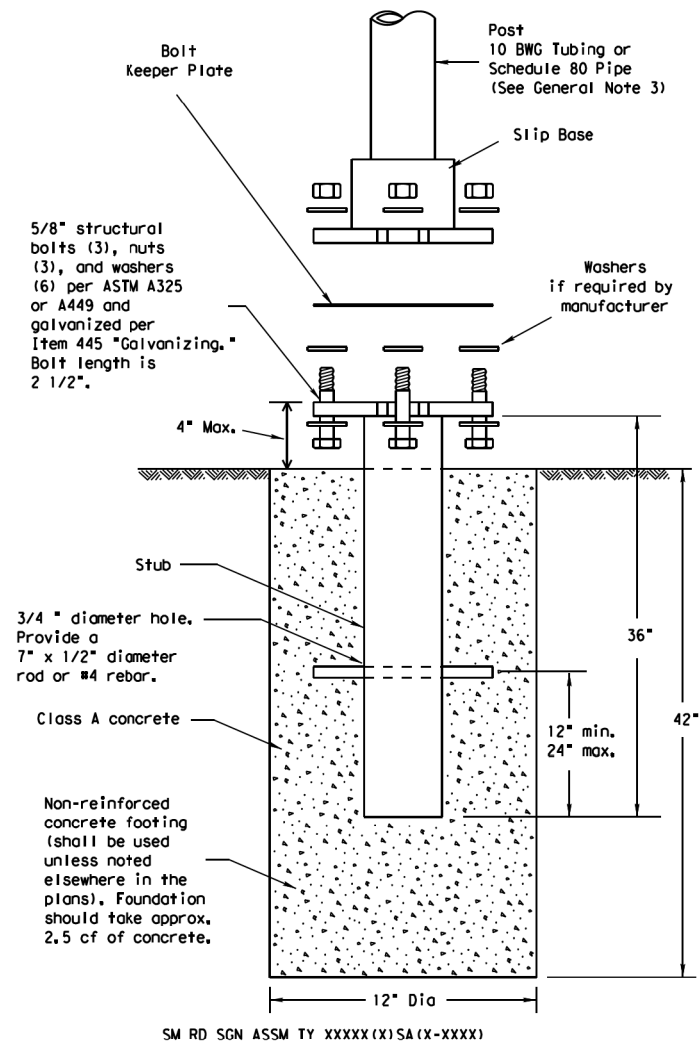 Post
10 BWG Tubing or
Schedule 80 Pipe
(See General Note 3)
Bolt
Keeper Plate
Slip Base
5/8" structural
bolts (3), nuts
(3), and washers
(6) per ASTM A325
or A449 and
galvanized per
Item 445 "Galvanizing."
Bolt length is
2 1/2".
Washers
if required by
manufacturer
4" Max.
Stub
3/4 " diameter hole.
Provide a
7" x 1/2" diameter
rod or #4 rebar.
36"
Class A concrete
12" min.
24" max.
42"
Non-reinforced
concrete footing
(shall be used
unless noted
elsewhere in the
plans). Foundation
should take approx.
2.5 cf of concrete.
12" Dia
SM RD SGN ASSM TY XXXXX(X)SA(X-XXXX)